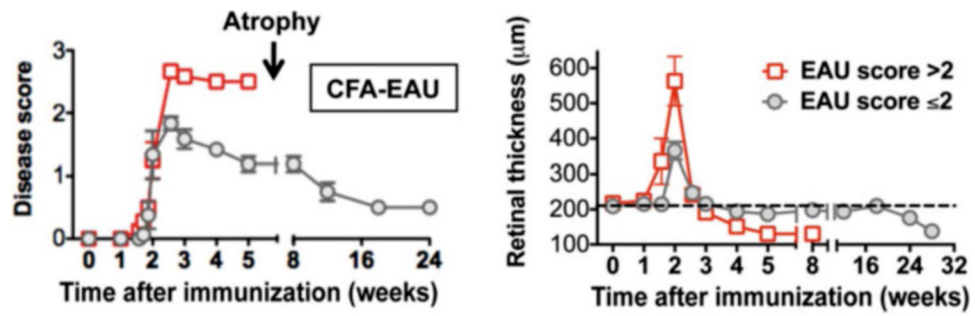 Atrophy
3
2
1
0
Disease score
CFA-EAU
0 1 2 3 4 5 8 16 24
Time after immunization (weeks)
600
500
400
300
200
100
Retinal thickness (μm)
EAU score >2
EAU score ≤2
0 1 2 3 4 5 8 16 24 32
Time after immunization (weeks)